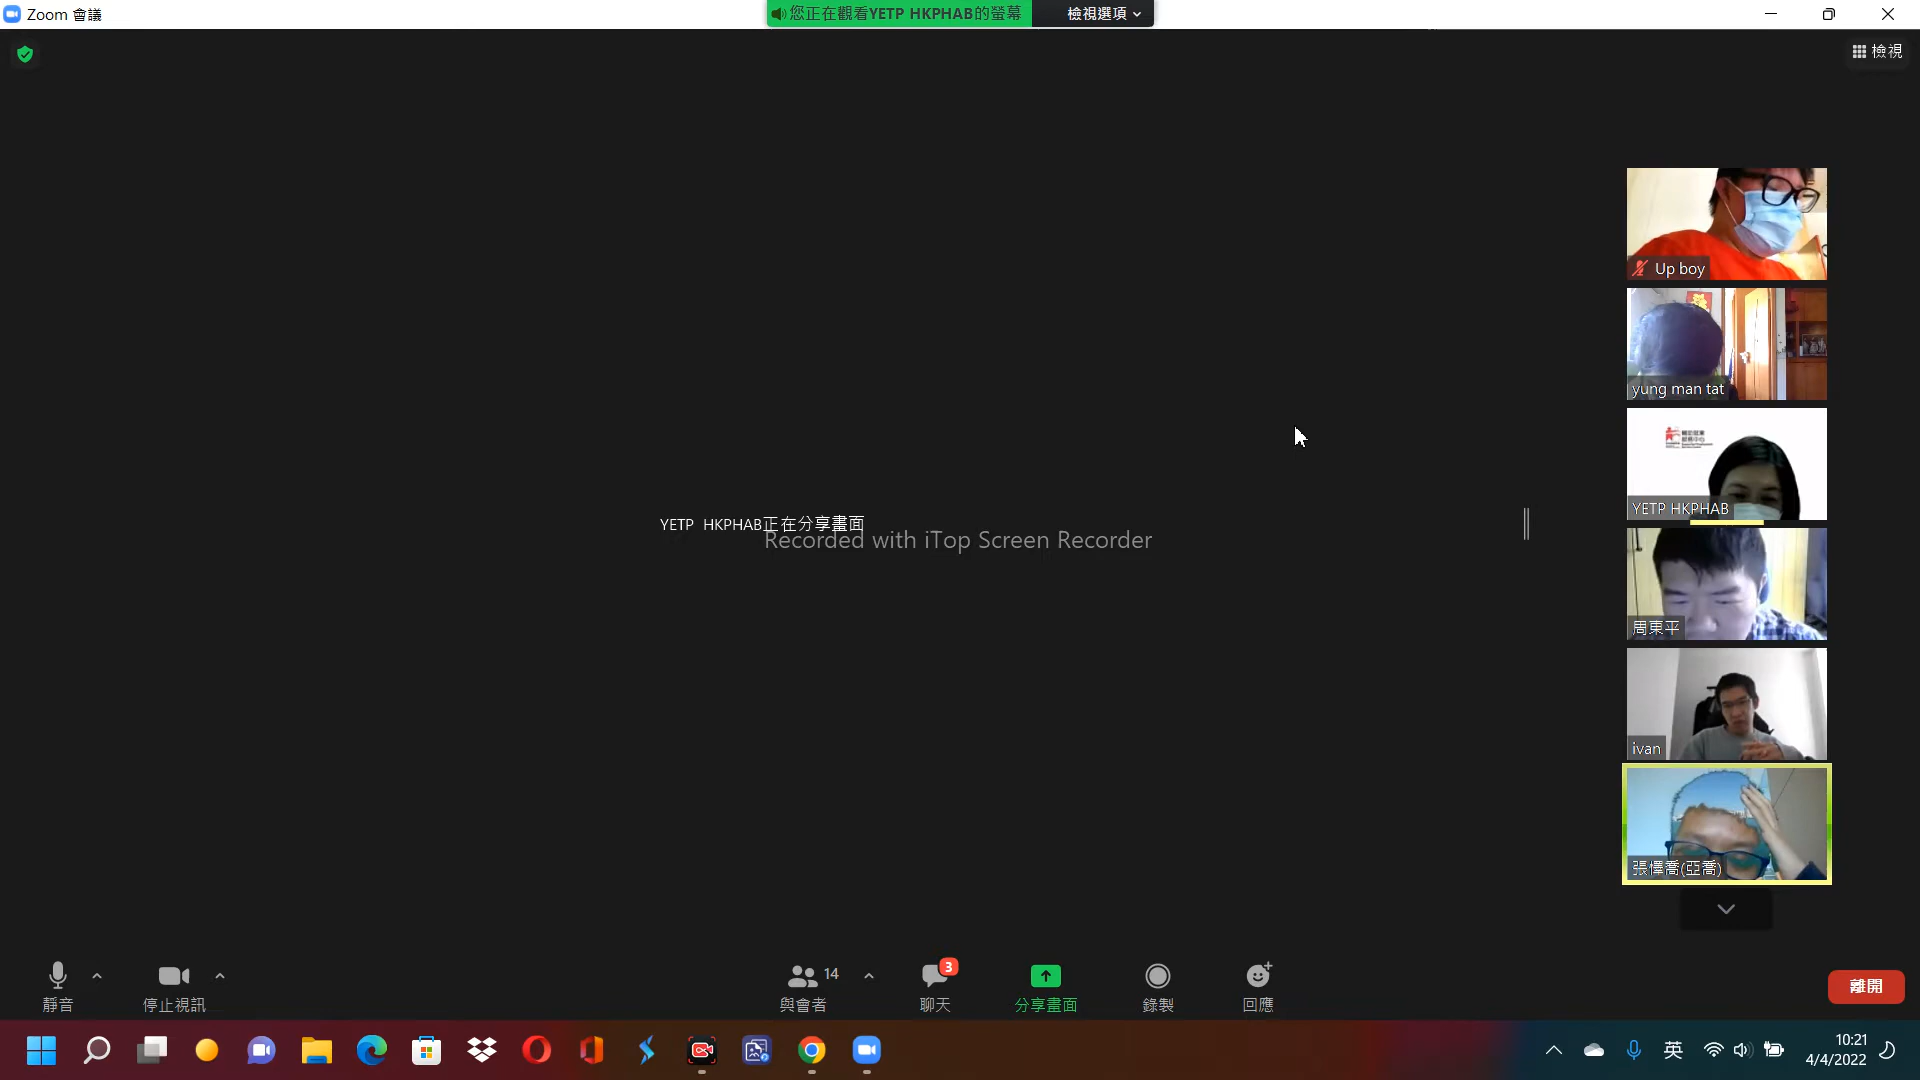 Zoom 會議
您正在觀看YETP HKPHAB的螢幕
檢視選項
檢視
Up boy
yung man tat
YETP HKPHAB
周東平
ivan
張懌喬(亞喬)
YETP HKPHAB正在分享畫面
Recorded with iTop Screen Recorder
靜音
停止視訊
14
與會者
3
聊天
分享畫面
錄製
回應
離開
英
10:21
4/4/2022